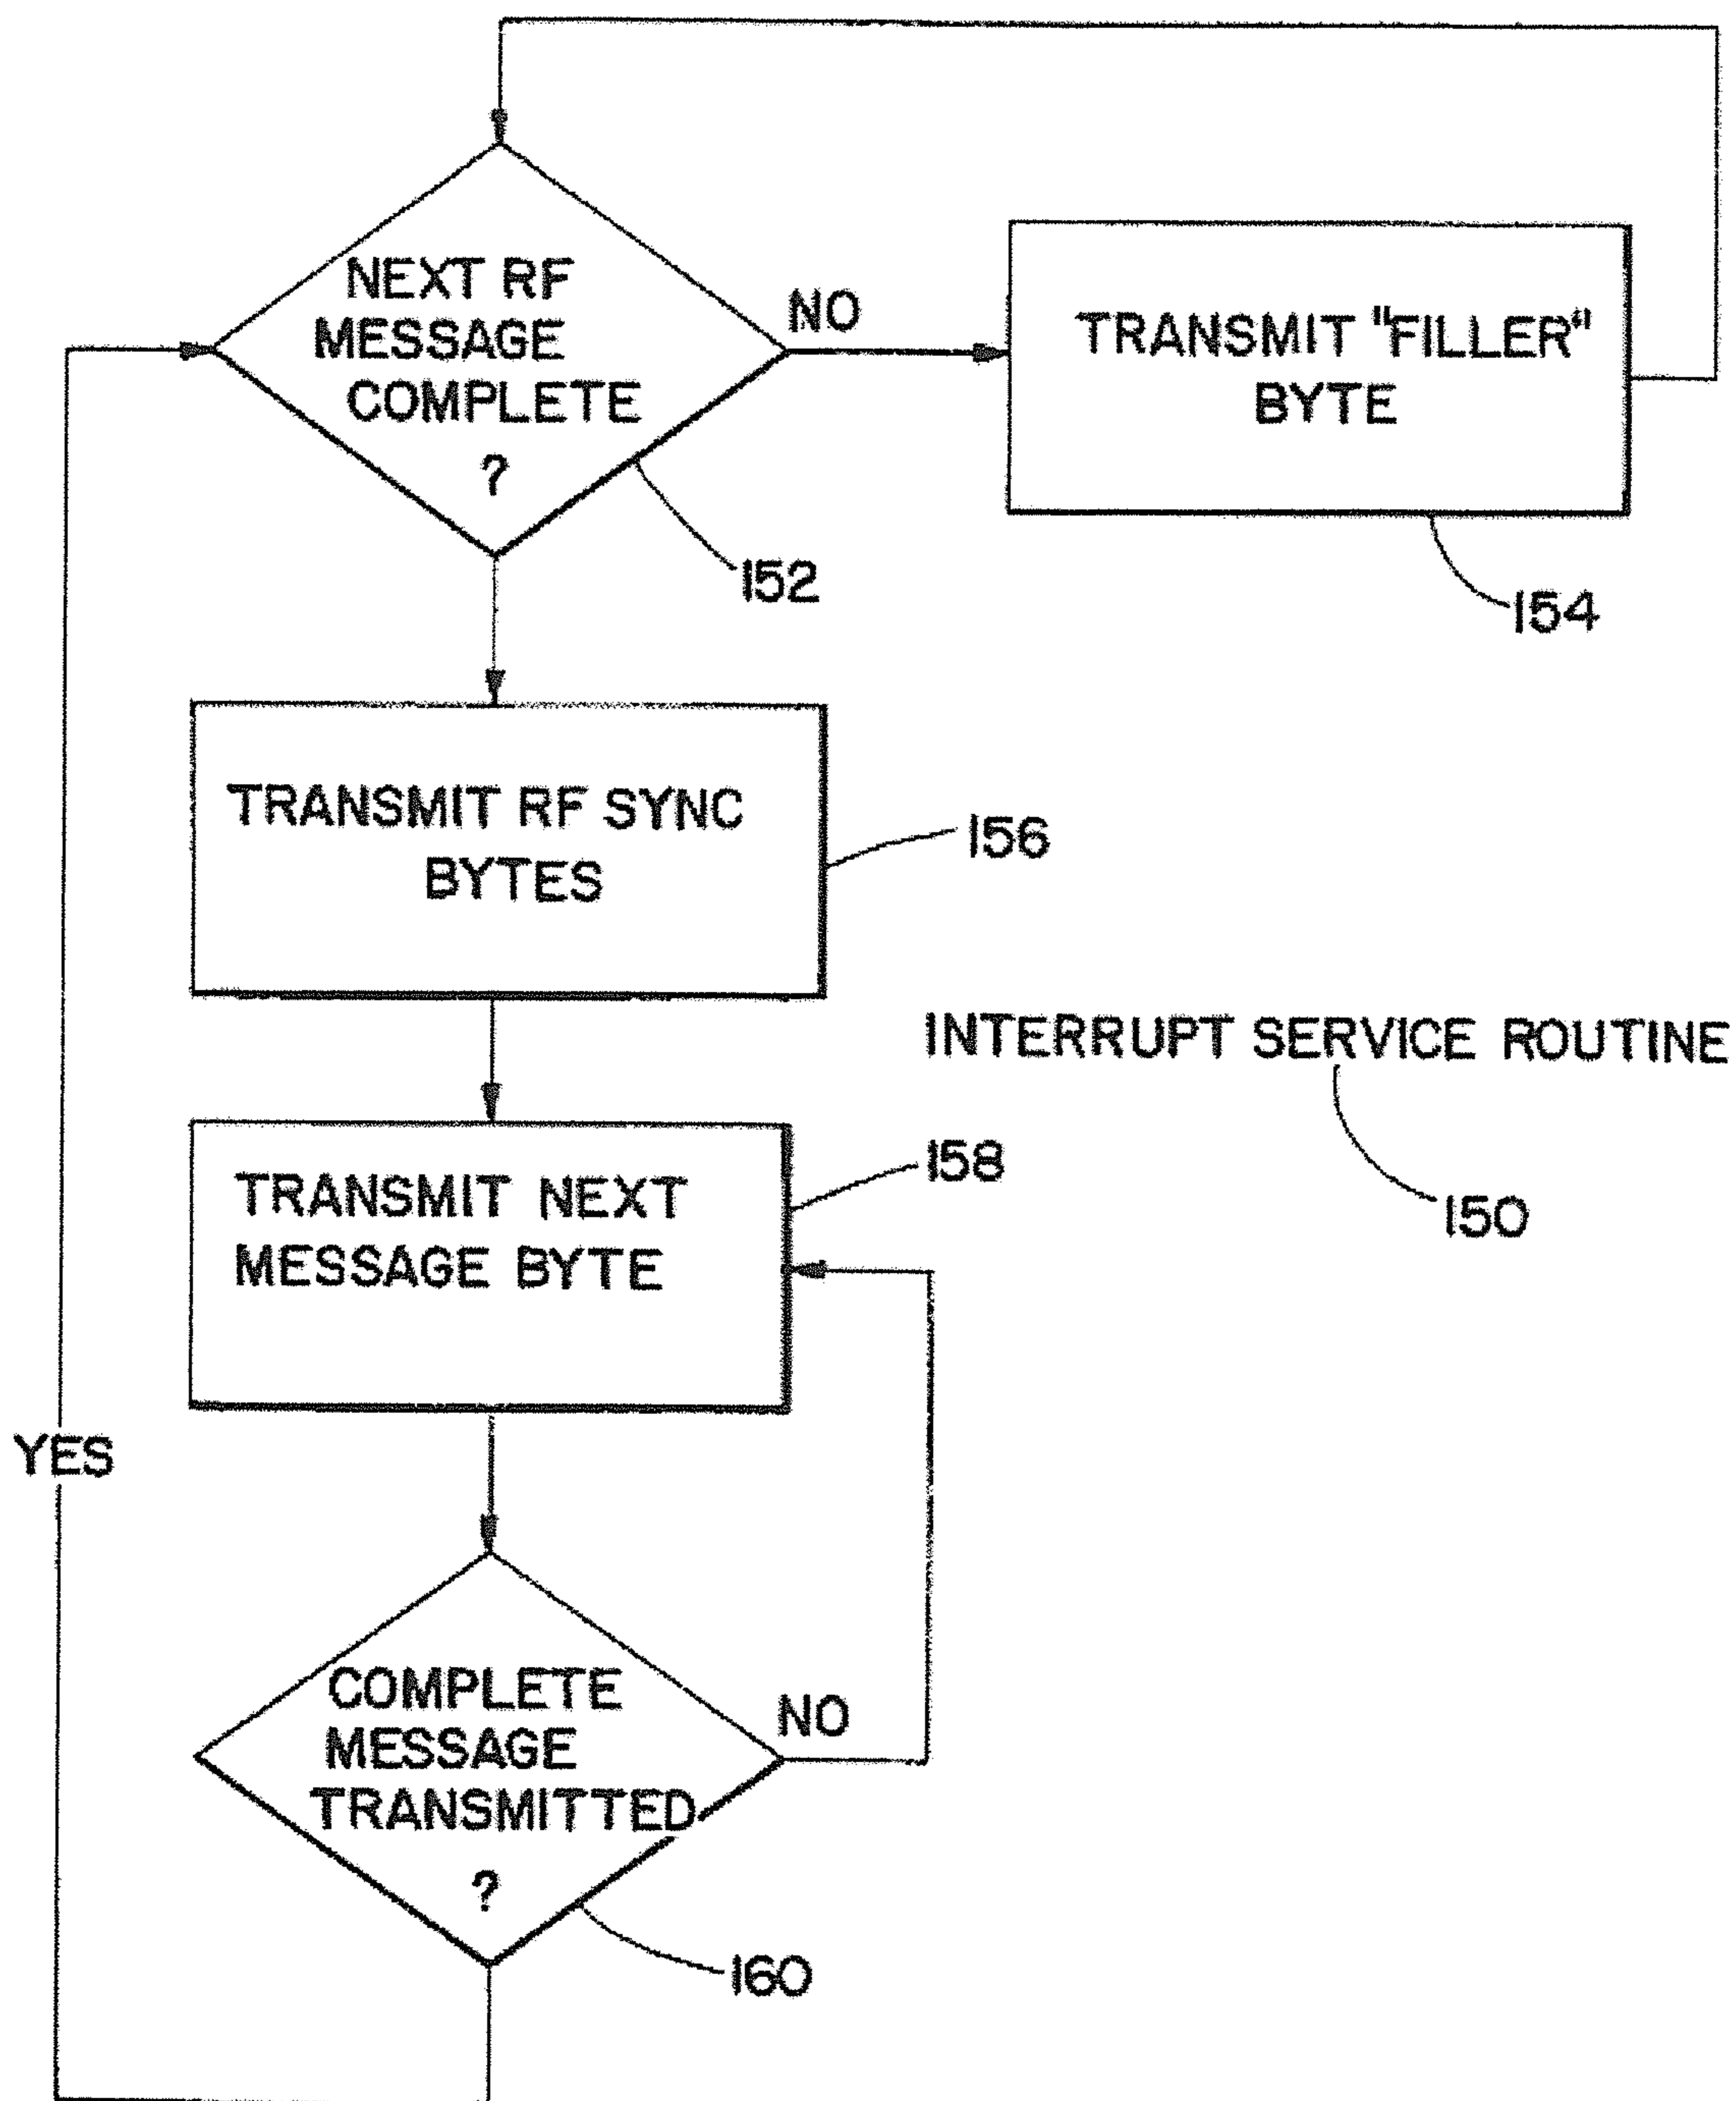 NEXT RF
MESSAGE
COMPLETE
?
NO
152
TRANSMIT "FILLER"
BYTE
154
TRANSMIT RF SYNC
BYTES
156
INTERRUPT SERVICE ROUTINE
150
TRANSMIT NEXT
MESSAGE BYTE
158
YES
COMPLETE
MESSAGE
TRANSMITTED
?
NO
160